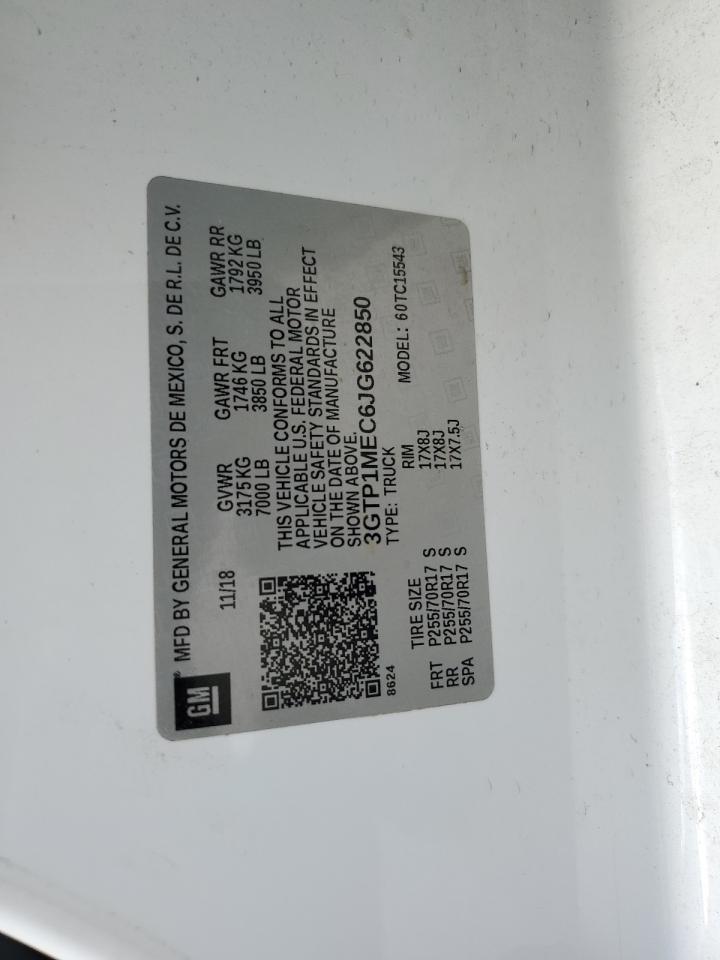 GM® MFD BY GENERAL MOTORS DE MEXICO, S. DE R.L. DE C.V.
11/18 GVWR GAWR FRT GAWR RR
3175 KG 1746 KG 1792 KG
7000 LB 3850 LB 3950 LB
THIS VEHICLE CONFORMS TO ALL
APPLICABLE U.S. FEDERAL MOTOR
VEHICLE SAFETY STANDARDS IN EFFECT
ON THE DATE OF MANUFACTURE
SHOWN ABOVE.
3GTP1MEC6JG622850
8624 TYPE: TRUCK MODEL: 60TC15543
TIRE SIZE RIM
FRT P255/70R17 S 17X8J
RR P255/70R17 S 17X8J
SPA P255/70R17 S 17X7.5J